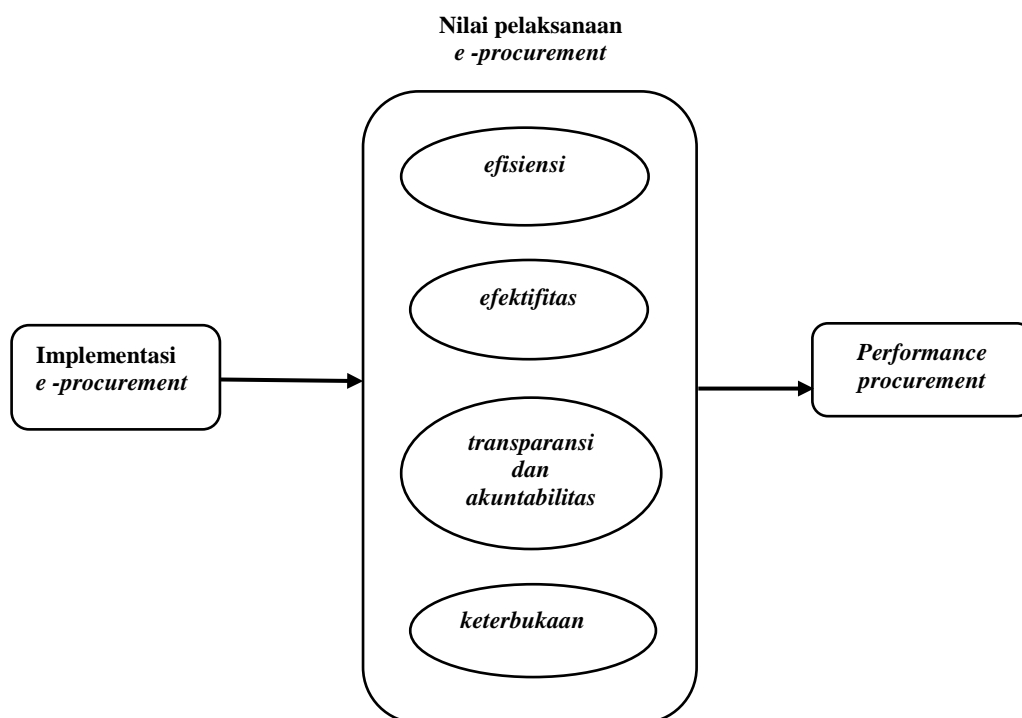 Nilai pelaksanaan
e -procurement
efisiensi
efektifitas
Implementasi
e -procurement
Performance
procurement
transparansi
dan
akuntabilitas
keterbukaan